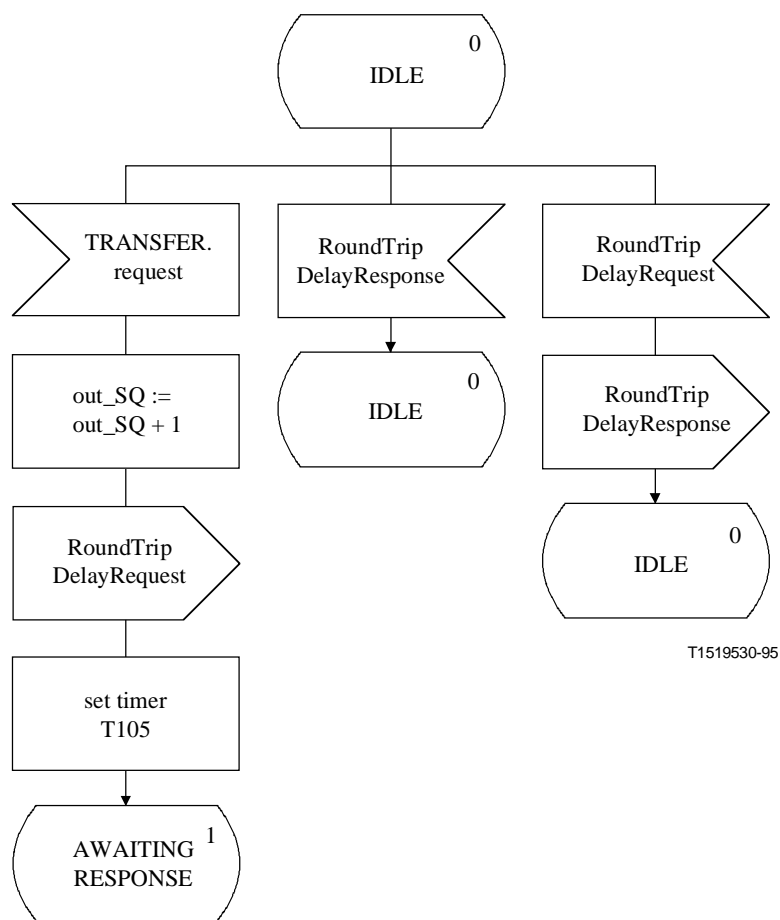 0
IDLE
TRANSFER.
request
RoundTrip
DelayResponse
RoundTrip
DelayRequest
out_SQ :=
out_SQ + 1
0
IDLE
RoundTrip
DelayResponse
RoundTrip
DelayRequest
0
IDLE
T1519530-95
set timer
T105
1
AWAITING
RESPONSE